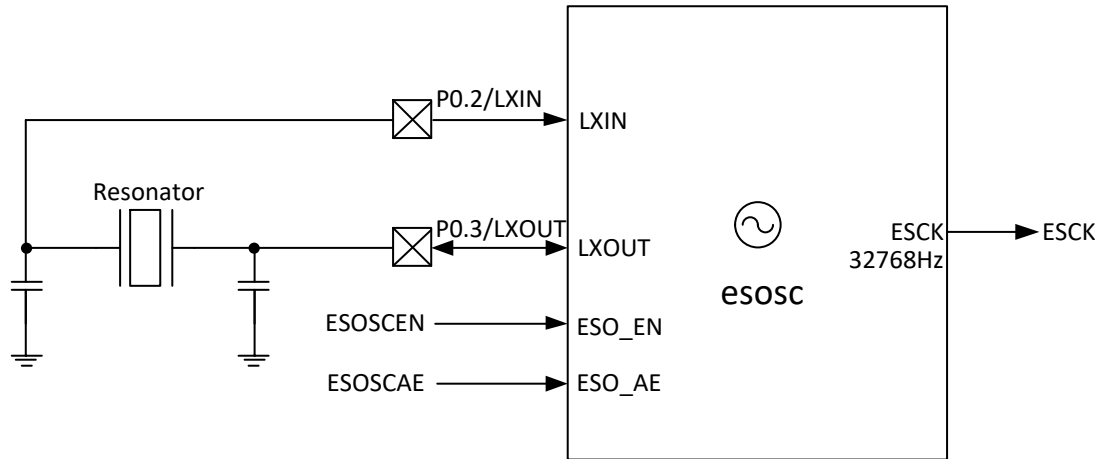 P0.2/LXIN
LXIN
Resonator
P0.3/LXOUT
LXOUT
ESCK
32768Hz
ESCK
esosc
ESOSCEN
ESO_EN
ESOSCAE
ESO_AE